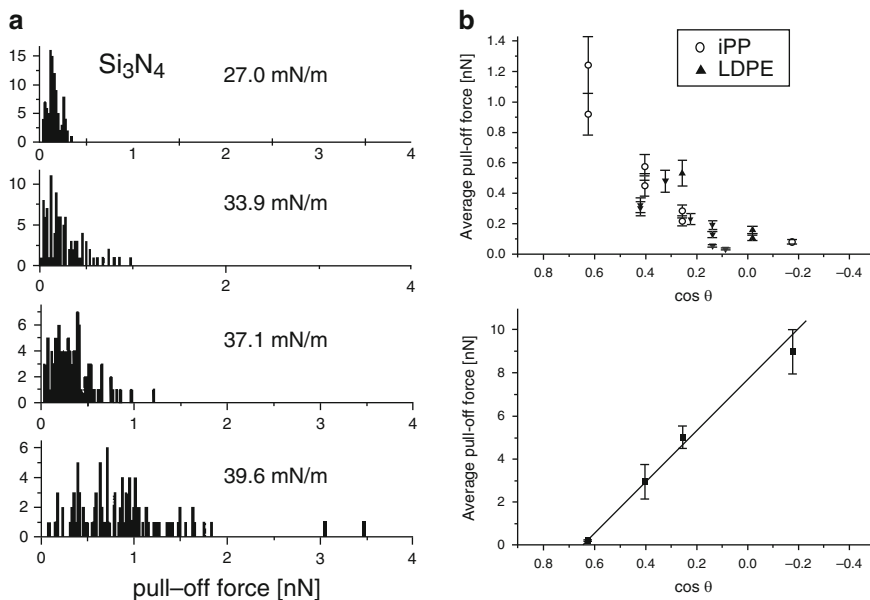 a
Si₃N₄
27.0 mN/m
15
10
5
0
0 1 2 3 4
33.9 mN/m
10
5
0
0 1 2 3 4
37.1 mN/m
6
4
2
0
0 1 2 3 4
39.6 mN/m
6
4
2
0
0 1 2 3 4
pull–off force [nN]
b
iPP
LDPE
Average pull-off force [nN]
1.4
1.2
1.0
0.8
0.6
0.4
0.2
0.0
0.8 0.6 0.4 0.2 0.0 –0.2 –0.4
cos θ
Average pull-off force [nN]
10
8
6
4
2
0
0.8 0.6 0.4 0.2 0.0 –0.2 –0.4
cos θ